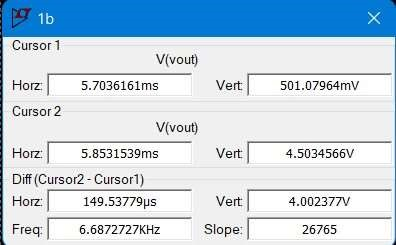 1b
Cursor 1
V(vout)
Horz: 5.7036161ms Vert: 501.07964mV
Cursor 2
V(vout)
Horz: 5.8531539ms Vert: 4.5034566V
Diff (Cursor2 - Cursor1)
Horz: 149.53779µs Vert: 4.002377V
Freq: 6.6872727KHz Slope: 26765